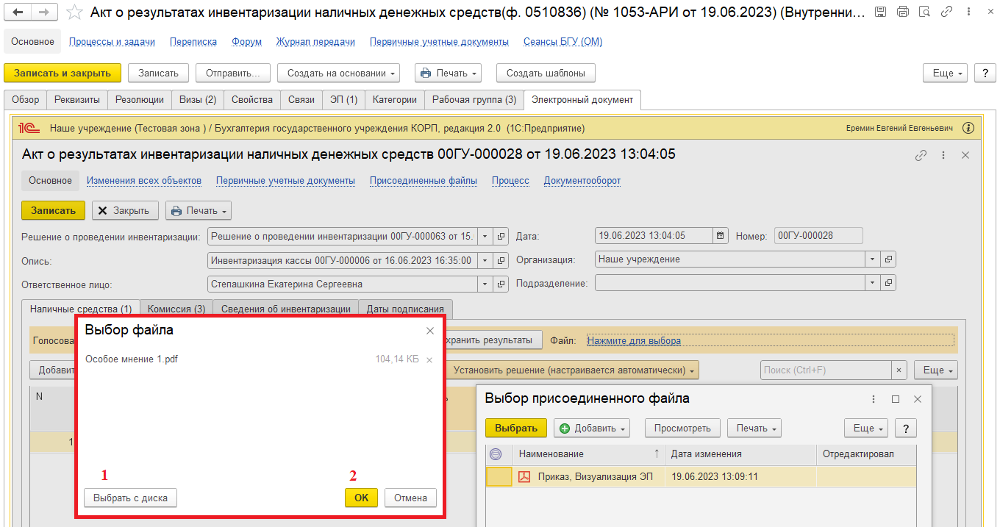 Акт о результатах инвентаризации наличных денежных средств(ф. 0510836) (№ 1053-АРИ от 19.06.2023) (Внутренни...
Основное Процессы и задачи Переписка Форум Журнал передачи Первичные учетные документы Сеансы БГУ (ОМ)
Записать и закрыть Записать Отправить... Создать на основании Печать Создать шаблоны Еще ?
Обзор Реквизиты Резолюции Визы (2) Свойства Связи ЭП (1) Категории Рабочая группа (3) Электронный документ
1С Наше учреждение (Тестовая зона ) / Бухгалтерия государственного учреждения КОРП, редакция 2.0 (1С:Предприятие) Еремин Евгений Евгеньевич
Акт о результатах инвентаризации наличных денежных средств 00ГУ-000028 от 19.06.2023 13:04:05
Основное Изменения всех объектов Первичные учетные документы Присоединенные файлы Процесс Документооборот
Записать Закрыть Печать
Решение о проведении инвентаризации: Решение о проведении инвентаризации 00ГУ-000063 от 15. Дата: 19.06.2023 13:04:05 Номер: 00ГУ-000028
Опись: Инвентаризация кассы 00ГУ-000006 от 16.06.2023 16:35:00 Организация: Наше учреждение
Ответственное лицо: Степашкина Екатерина Сергеевна Подразделение:
Наличные средства (1) Комиссия (3) Сведения об инвентаризации Даты подписания
Голосова хранить результаты Файл: Нажмите для выбора
Добавит Установить решение (настраивается автоматически) Поиск (Ctrl+F) × Еще
N
1
Выбор файла
Особое мнение 1.pdf 104,14 КБ ×
1 2
Выбрать с диска OK Отмена
Выбор присоединенного файла
Выбрать Добавить Просмотреть Печать Еще ?
Наименование ↑ Дата изменения Отредактировал
Приказ, Визуализация ЭП 19.06.2023 13:09:11